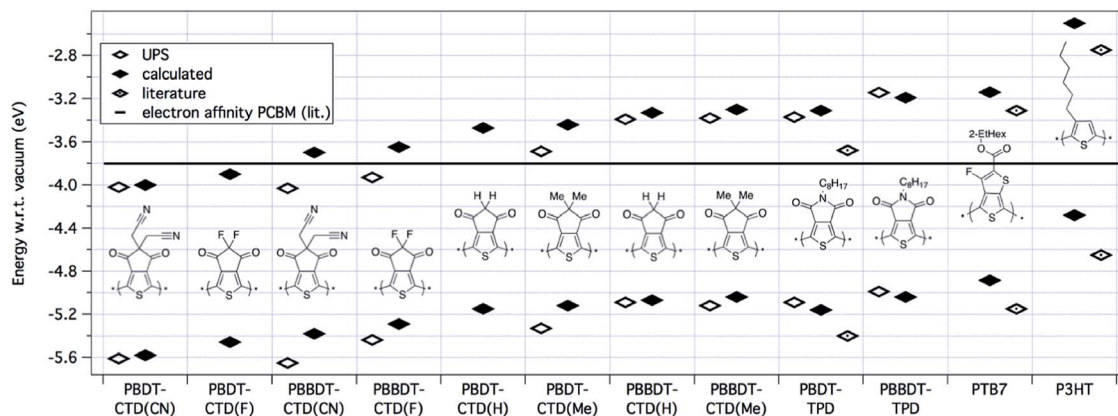 Energy w.r.t. vacuum (eV)
-2.8
-3.2
-3.6
-4.0
-4.4
-4.8
-5.2
-5.6
UPS
calculated
literature
electron affinity PCBM (lit.)
N
N
O O
S
F F
O O
S
N
N
O O
S
F F
O O
S
H H
O O
S
Me Me
O O
S
H H
O O
S
Me Me
O O
S
C₈H₁₇
N
O O
S
C₈H₁₇
N
O O
S
2-EtHex
O O
F
S
S
S
PBDT-
CTD(CN)
PBDT-
CTD(F)
PBBDT-
CTD(CN)
PBBDT-
CTD(F)
PBDT-
CTD(H)
PBDT-
CTD(Me)
PBBDT-
CTD(H)
PBBDT-
CTD(Me)
PBDT-
TPD
PBBDT-
TPD
PTB7
P3HT